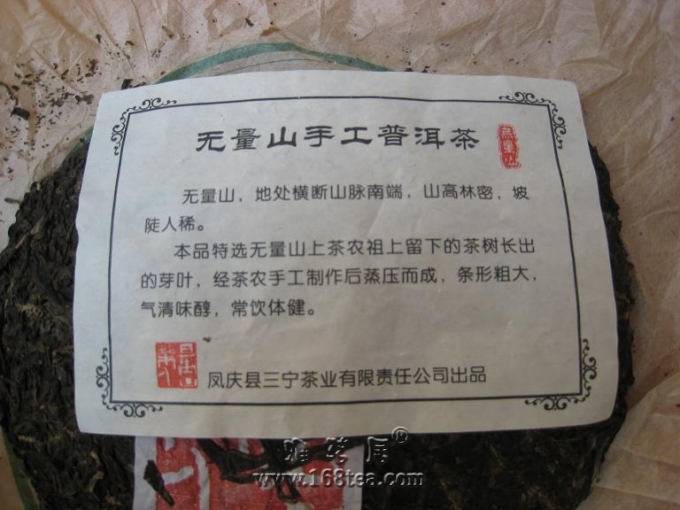 无量山手工普洱茶
无量山，地处横断山脉南端，山高林密，坡
陡人稀。
本品特选无量山上茶农祖上留下的茶树长出
的芽叶，经茶农手工制作后蒸压而成，条形粗大，
气清味醇，常饮体健。
凤庆县三宁茶业有限责任公司出品
www.168tea.com